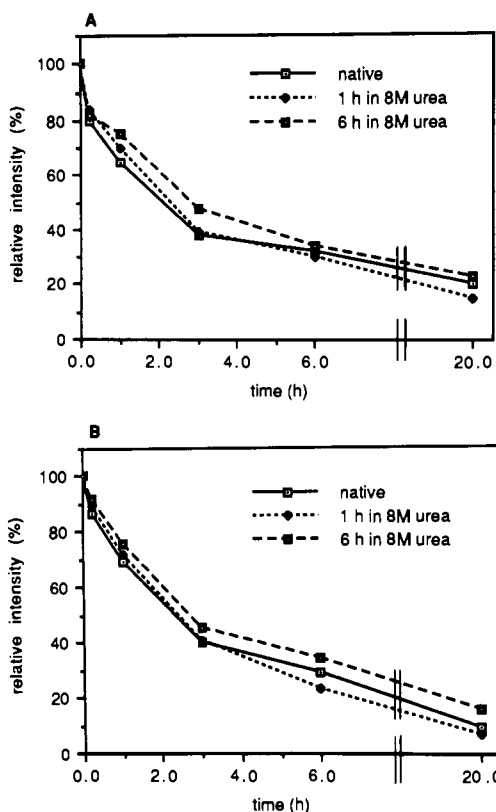 A
relative intensity (%)
100
80
60
40
20
0
native
1 h in 8M urea
6 h in 8M urea
0.0 2.0 4.0 6.0 20.0
time (h)
B
relative intensity (%)
100
80
60
40
20
0
native
1 h in 8M urea
6 h in 8M urea
0.0 2.0 4.0 6.0 20.0
time (h)